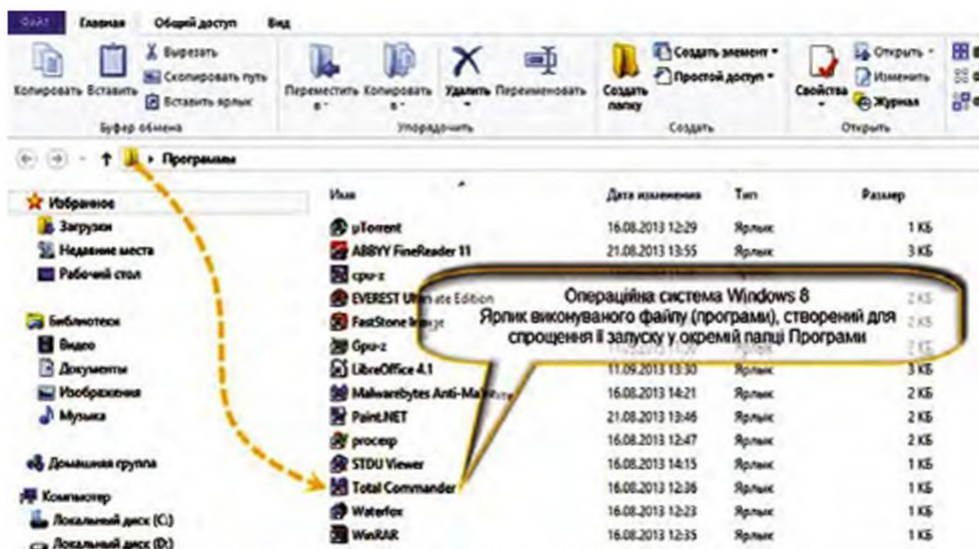 Файл Главная Общий доступ Вид
Копировать Вставить
Вырезать
Скопировать путь
Вставить ярлык
Буфер обмена
Переместить в Копировать в Удалить Переименовать
Упорядочить
Создать папку
Создать элемент
Простой доступ
Создать
Свойства
Открыть
Изменить
Журнал
Открыть
Программы
Избранное
Загрузки
Недавние места
Рабочий стол
Библиотеки
Видео
Документы
Изображения
Музыка
Домашняя группа
Компьютер
Локальный диск (C:)
Локальный диск (D:)
Имя Дата изменения Тип Размер
µTorrent 16.08.2013 12:29 Ярлык 1 КБ
ABBYY FineReader 11 21.08.2013 13:55 Ярлык 3 КБ
cpu-z
EVEREST Ultimate Edition 2 КБ
FastStone Image 2 КБ
Gpu-z 2 КБ
LibreOffice 4.1 11.09.2013 13:30 Ярлык 3 КБ
Malwarebytes Anti-Malware 16.08.2013 14:21 Ярлык 2 КБ
Paint.NET 21.08.2013 13:46 Ярлык 2 КБ
procexp 16.08.2013 12:47 Ярлык 2 КБ
STDU Viewer 16.08.2013 14:15 Ярлык 1 КБ
Total Commander 16.08.2013 12:36 Ярлык 1 КБ
Waterfox 16.08.2013 12:23 Ярлык 1 КБ
WinRAR 16.08.2013 12:35 Ярлык 1 КБ
Операційна система Windows 8
Ярлик виконуваного файлу (програми), створений для
спрощення її запуску у окремій папці Програми